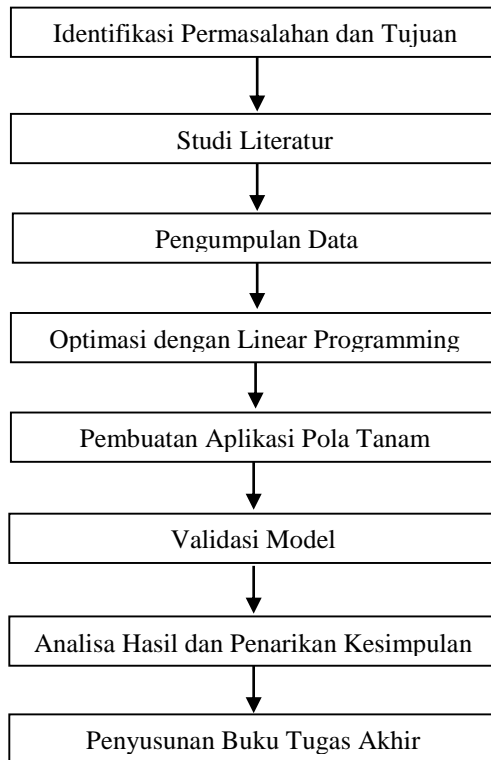 Identifikasi Permasalahan dan Tujuan
Studi Literatur
Pengumpulan Data
Optimasi dengan Linear Programming
Pembuatan Aplikasi Pola Tanam
Validasi Model
Analisa Hasil dan Penarikan Kesimpulan
Penyusunan Buku Tugas Akhir